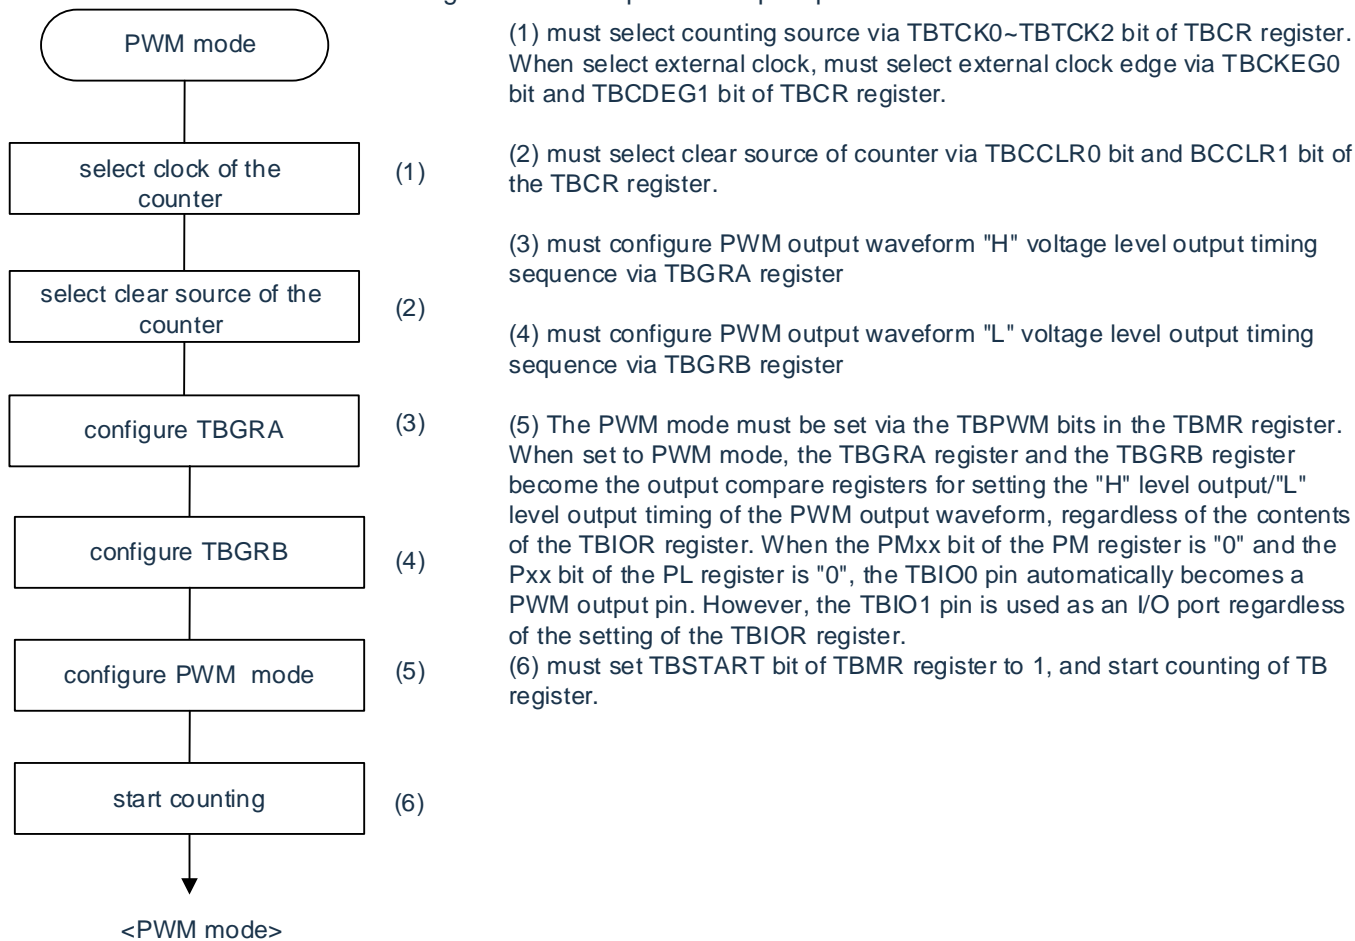 PWM mode
select clock of the
counter
(1)
select clear source of the
counter
(2)
configure TBGRA
(3)
configure TBGRB
(4)
configure PWM mode
(5)
start counting
(6)
<PWM mode>
(1) must select counting source via TBTCK0~TBTCK2 bit of TBCR register.
When select external clock, must select external clock edge via TBCKEG0
bit and TBCDEG1 bit of TBCR register.
(2) must select clear source of counter via TBCCLR0 bit and BCCLR1 bit of
the TBCR register.
(3) must configure PWM output waveform "H" voltage level output timing
sequence via TBGRA register
(4) must configure PWM output waveform "L" voltage level output timing
sequence via TBGRB register
(5) The PWM mode must be set via the TBPWM bits in the TBMR register.
When set to PWM mode, the TBGRA register and the TBGRB register
become the output compare registers for setting the "H" level output/"L"
level output timing of the PWM output waveform, regardless of the contents
of the TBIOR register. When the PMxx bit of the PM register is "0" and the
Pxx bit of the PL register is "0", the TBIO0 pin automatically becomes a
PWM output pin. However, the TBIO1 pin is used as an I/O port regardless
of the setting of the TBIOR register.
(6) must set TBSTART bit of TBMR register to 1, and start counting of TB
register.